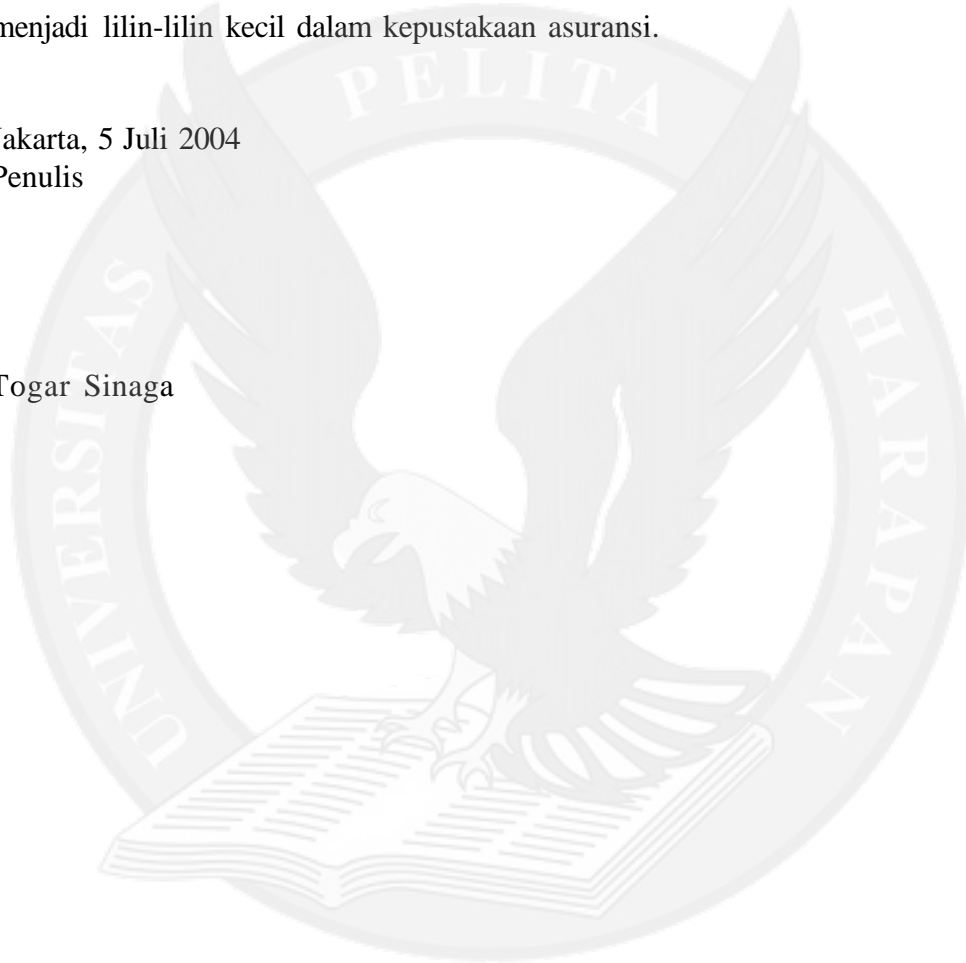 menjadi lilin-lilin kecil dalam kepustakaan asuransi.
Jakarta, 5 Juli 2004
Penulis
Togar Sinaga
UNIVERSITAS PELITA HARAPAN